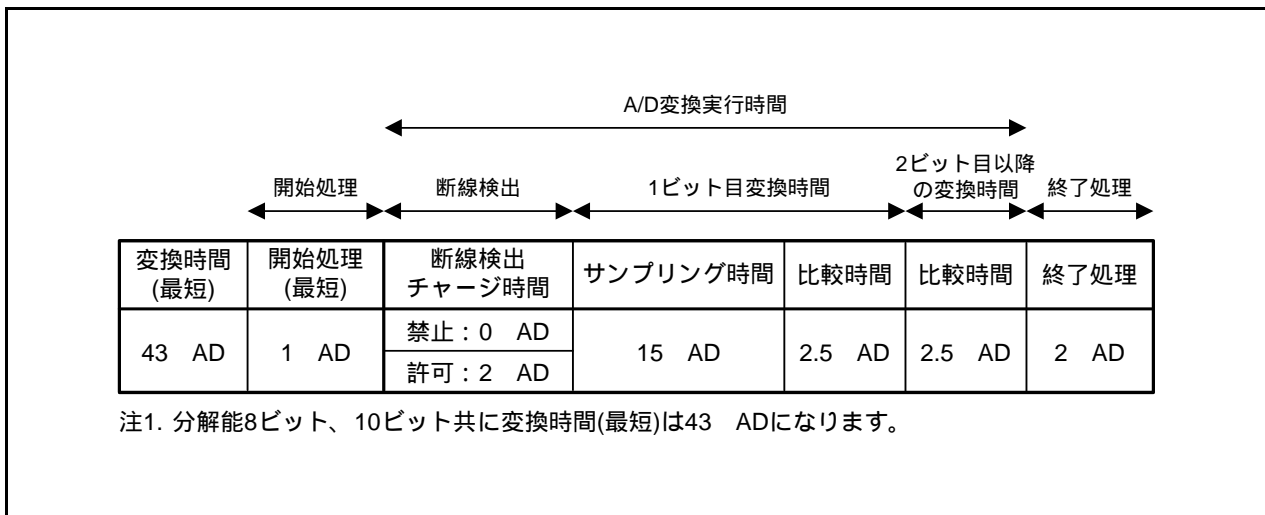 A/D変換実行時間
開始処理
断線検出
1ビット目変換時間
2ビット目以降
の変換時間
終了処理
変換時間
(最短)
開始処理
(最短)
断線検出
チャージ時間
サンプリング時間
比較時間
比較時間
終了処理
43 AD
1 AD
禁止:0 AD
許可:2 AD
15 AD
2.5 AD
2.5 AD
2 AD
注1. 分解能8ビット、10ビット共に変換時間(最短)は43 ADになります。